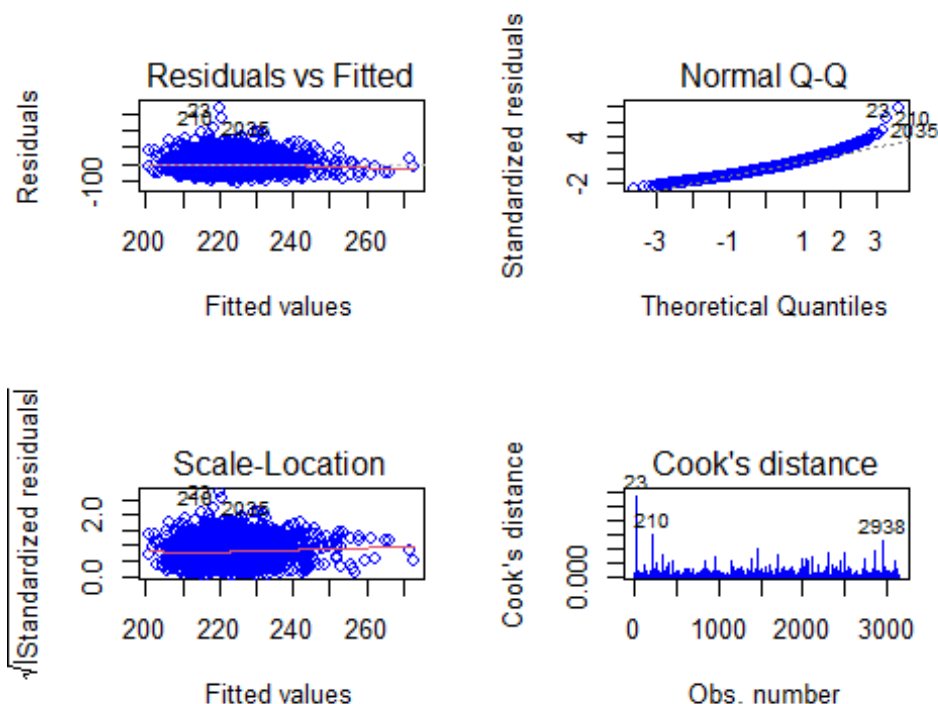 Residuals vs Fitted
Residuals
-100
23
210
2035
200 220 240 260
Fitted values
Normal Q-Q
Standardized residuals
-2 4
23
210
2035
-3 -1 1 2 3
Theoretical Quantiles
Scale-Location
√|Standardized residuals|
0.0 2.0
23
210
2035
200 220 240 260
Fitted values
Cook's distance
Cook's distance
0.000
23
210
2938
0 1000 2000 3000
Obs. number